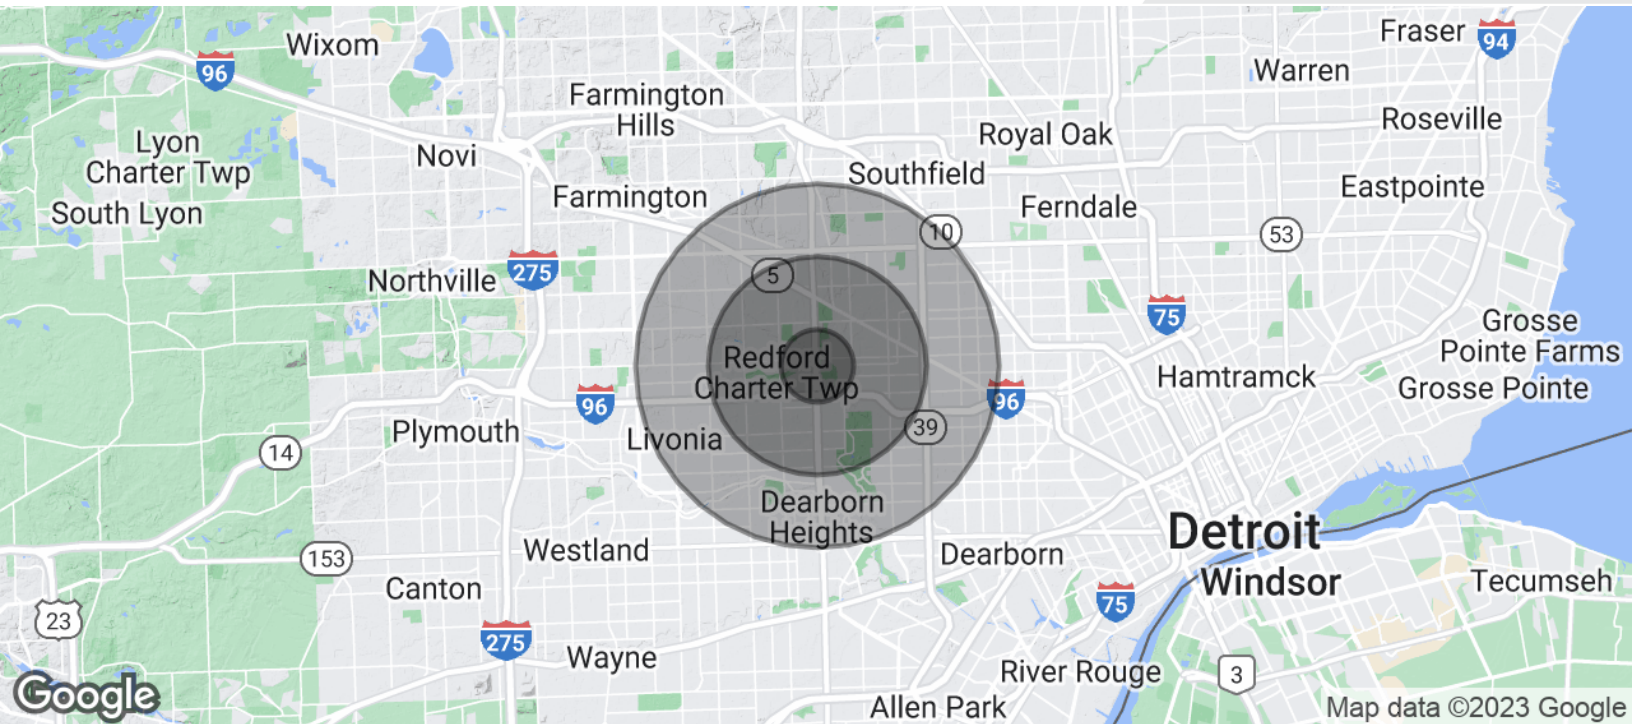 Wixom
Fraser
94
96
Warren
Farmington
Hills
Roseville
Lyon
Charter Twp
Novi
Royal Oak
Southfield
Eastpointe
South Lyon
Farmington
Ferndale
10
53
Northville
275
5
75
Grosse
Pointe Farms
Redford
Charter Twp
Hamtramck
Grosse Pointe
96
96
Plymouth
Livonia
39
14
Dearborn
Heights
Detroit
153
Westland
Dearborn
Windsor
Tecumseh
Canton
75
23
275
Wayne
River Rouge
3
Google
Allen Park
Map data ©2023 Google